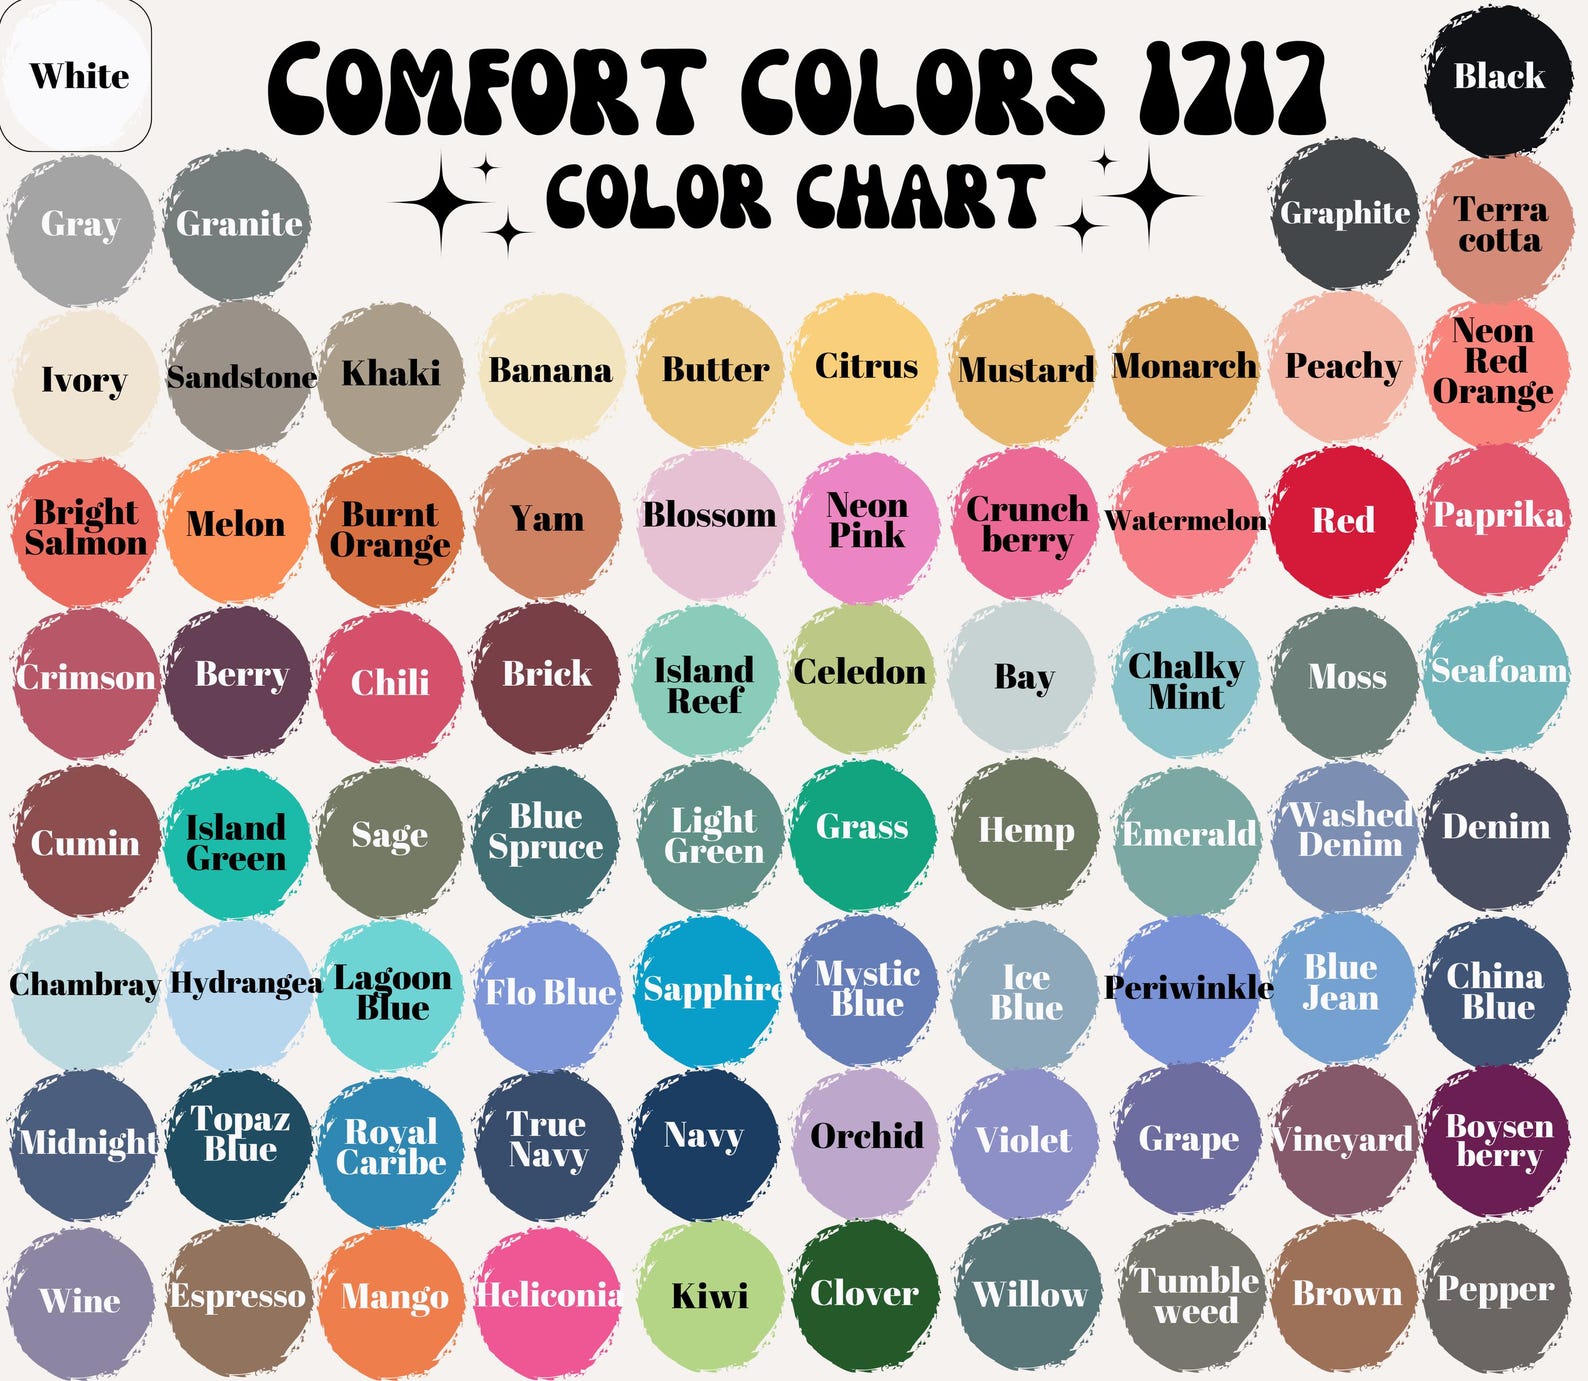 White
COMFORT COLORS 1717
Black
COLOR CHART
Gray
Granite
Graphite
Terra
cotta
Ivory
Sandstone
Khaki
Banana
Butter
Citrus
Mustard
Monarch
Peachy
Neon
Red
Orange
Bright
Salmon
Melon
Burnt
Orange
Yam
Blossom
Neon
Pink
Crunch
berry
Watermelon
Red
Paprika
Crimson
Berry
Chili
Brick
Island
Reef
Celedon
Bay
Chalky
Mint
Moss
Seafoam
Cumin
Island
Green
Sage
Blue
Spruce
Light
Green
Grass
Hemp
Emerald
Washed
Denim
Denim
Chambray
Hydrangea
Lagoon
Blue
Flo Blue
Sapphire
Mystic
Blue
Ice
Blue
Periwinkle
Blue
Jean
China
Blue
Midnight
Topaz
Blue
Royal
Caribe
True
Navy
Navy
Orchid
Violet
Grape
Vineyard
Boysen
berry
Wine
Espresso
Mango
Heliconia
Kiwi
Clover
Willow
Tumble
weed
Brown
Pepper